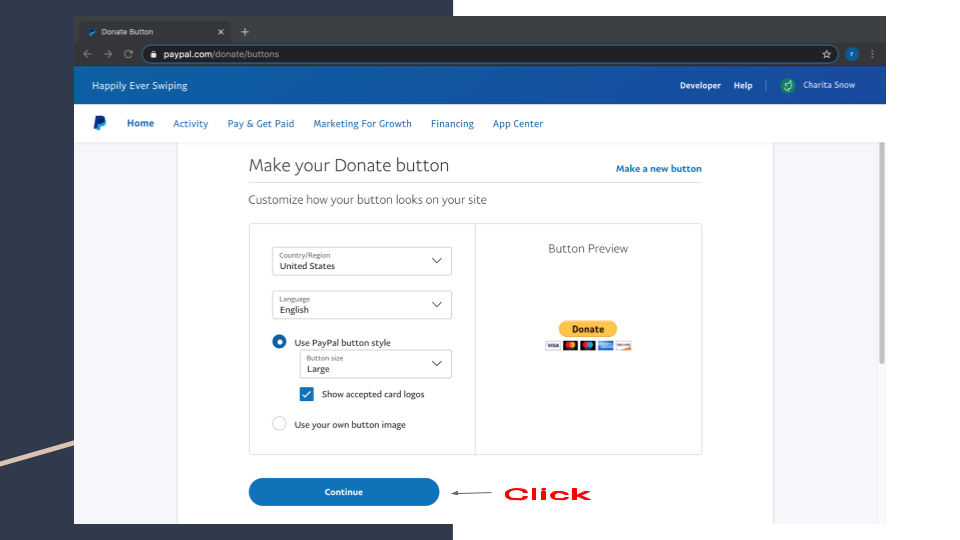 Donate Button
paypal.com/donate/buttons
Happily Ever Swiping
Developer Help Charita Snow
Home Activity Pay & Get Paid Marketing For Growth Financing App Center
Make your Donate button
Make a new button
Customize how your button looks on your site
Country/Region
United States
Language
English
Use PayPal button style
Button size
Large
Show accepted card logos
Use your own button image
Button Preview
Donate
VISA
Continue
Click